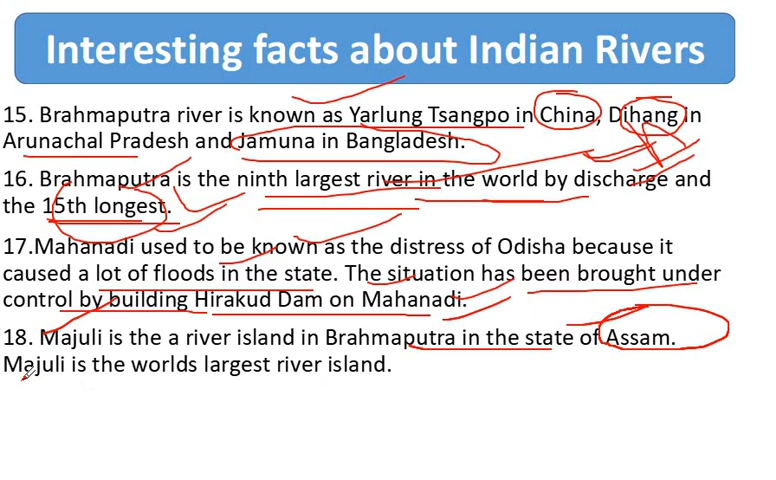 Interesting facts about Indian Rivers
15. Brahmaputra river is known as Yarlung Tsangpo in China, Dihang in
Arunachal Pradesh and Jamuna in Bangladesh.
16. Brahmaputra is the ninth largest river in the world by discharge and
the 15th longest.
17.Mahanadi used to be known as the distress of Odisha because it
caused a lot of floods in the state. The situation has been brought under
control by building Hirakud Dam on Mahanadi.
18. Majuli is the a river island in Brahmaputra in the state of Assam.
Majuli is the worlds largest river island.